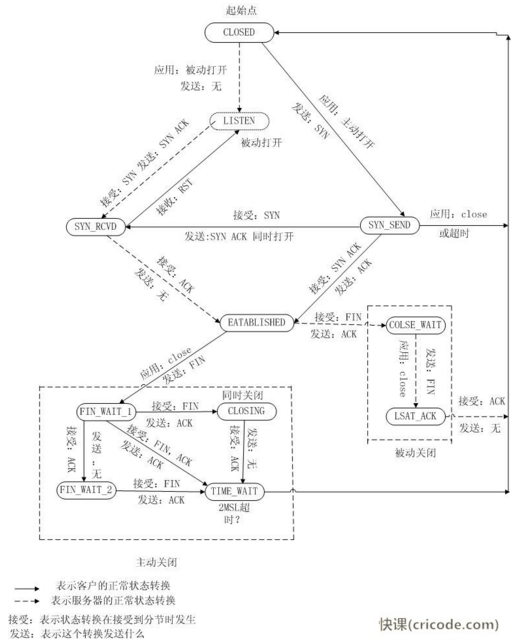 起始点
CLOSED
应用：被动打开
发送：无
应用：主动打开
发送：SYN
LISTEN
被动打开
接受：SYN 发送：SYN ACK
接收：RST
SYN_RCVD
接受：SYN
发送:SYN ACK 同时打开
SYN_SEND
应用：close
或超时
接受：ACK
发送：无
接受：SYN ACK
发送：ACK
EATABLISHED
接受：FIN
发送：ACK
COLSE_WAIT
应用：close
发送：FIN
应用：close
发送：FIN
LSAT_ACK
接受：ACK
发送：无
被动关闭
同时关闭
FIN_WAIT_1
接受：FIN
发送：ACK
CLOSING
接受：ACK
发送：无
接受：FIN, ACK
发送：ACK
接受：ACK
发送：无
FIN_WAIT_2
接受：FIN
发送：ACK
TIME_WAIT
2MSL超
时？
主动关闭
表示客户的正常状态转换
表示服务器的正常状态转换
接受：表示状态转换在接受到分节时发生
发送：表示这个转换发送什么
快课(cricode.com)